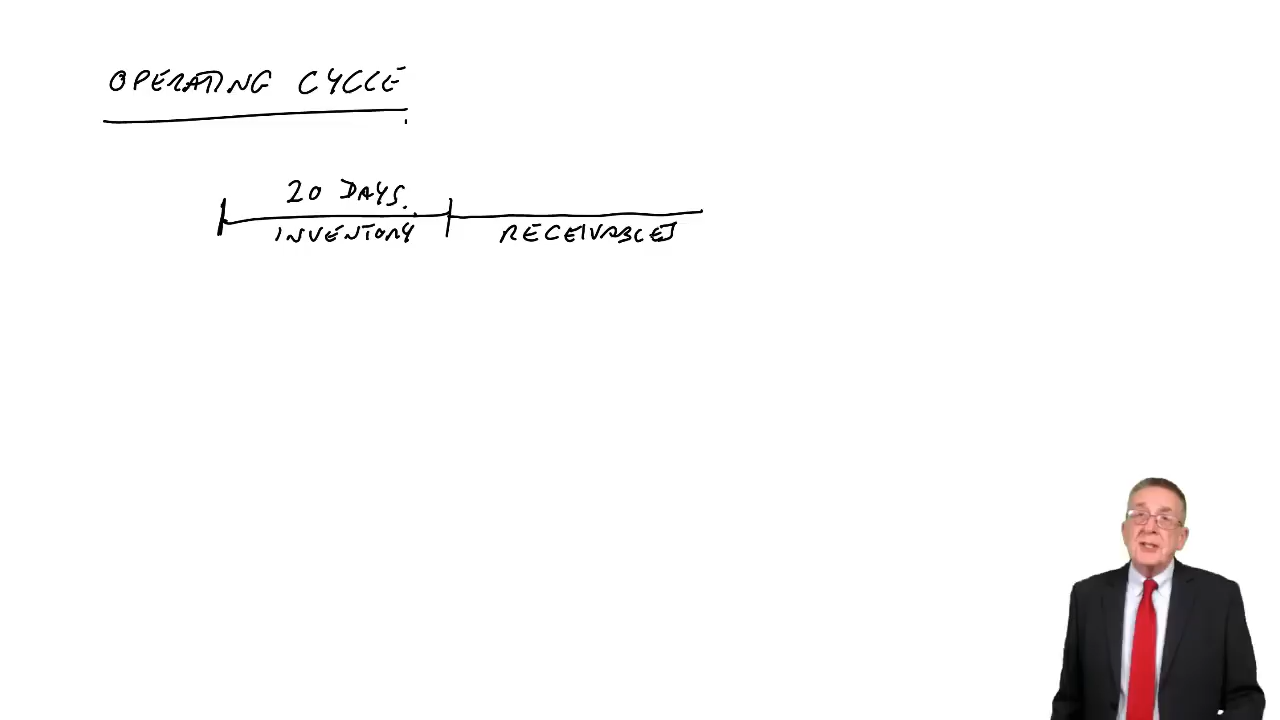 OPERATING CYCLE
20 DAYS.
INVENTORY RECEIVABLES